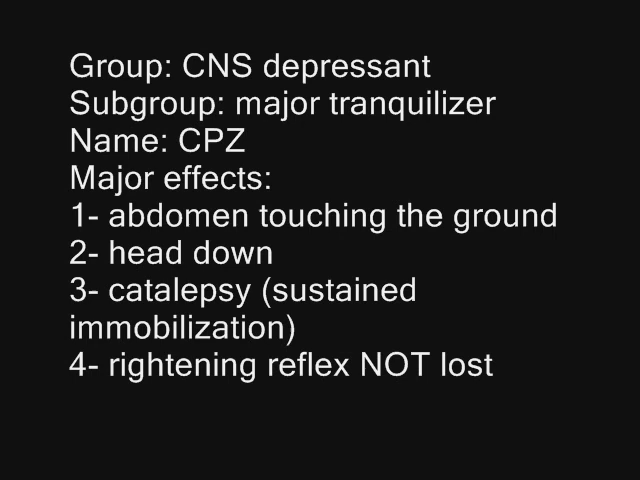 Group: CNS depressant
Subgroup: major tranquilizer
Name: CPZ
Major effects:
1- abdomen touching the ground
2- head down
3- catalepsy (sustained
immobilization)
4- rightening reflex NOT lost